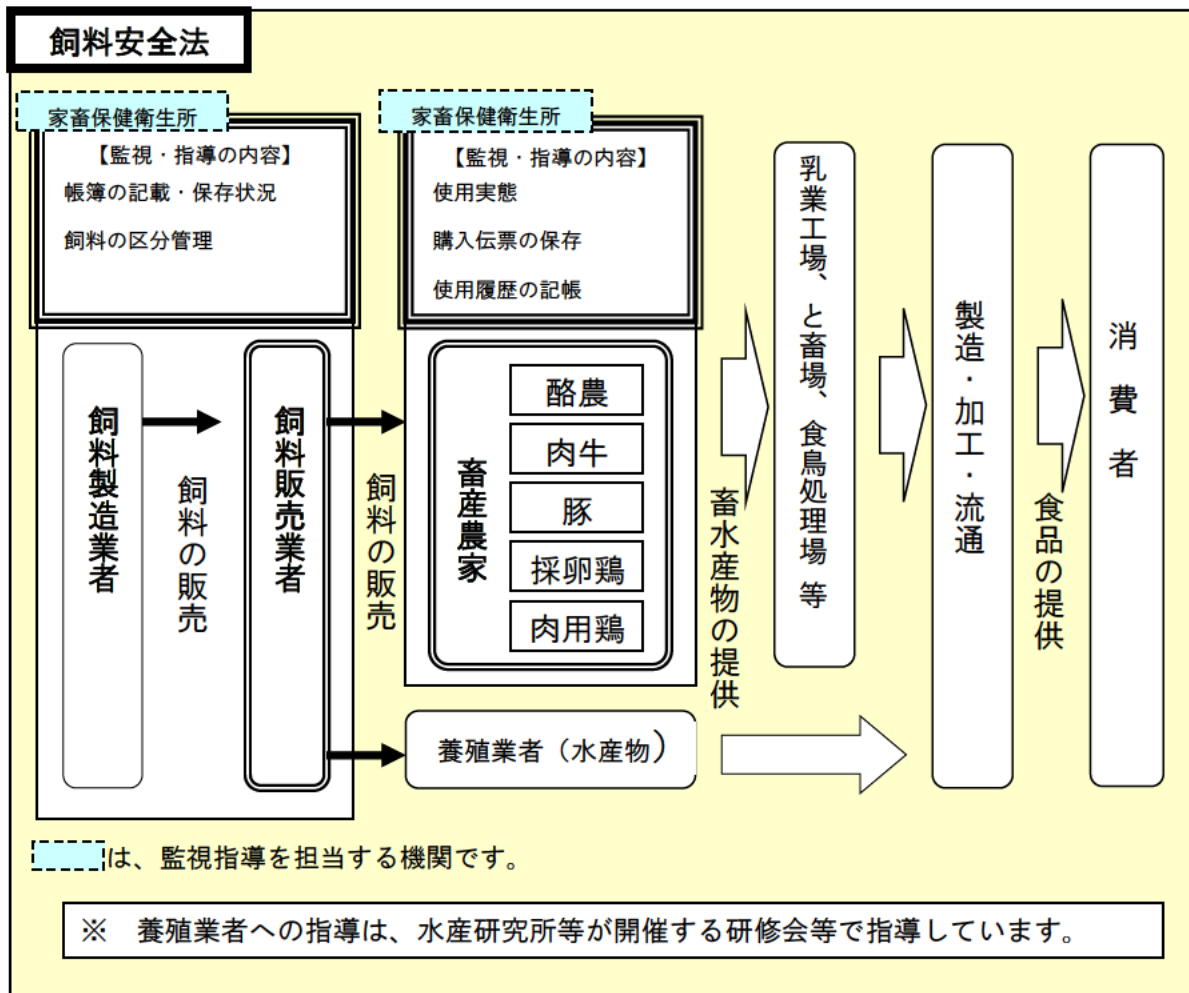 飼料安全法
家畜保健衛生所
【監視・指導の内容】
帳簿の記載・保存状況
飼料の区分管理
家畜保健衛生所
【監視・指導の内容】
使用実態
購入伝票の保存
使用履歴の記帳
飼料製造業者
飼料の販売
飼料販売業者
飼料の販売
畜産農家
酪農
肉牛
豚
採卵鶏
肉用鶏
養殖業者（水産物）
畜水産物の提供
乳業工場、と畜場、食鳥処理場 等
製造・加工・流通
食品の提供
消費者
は、監視指導を担当する機関です。
※　養殖業者への指導は、水産研究所等が開催する研修会等で指導しています。